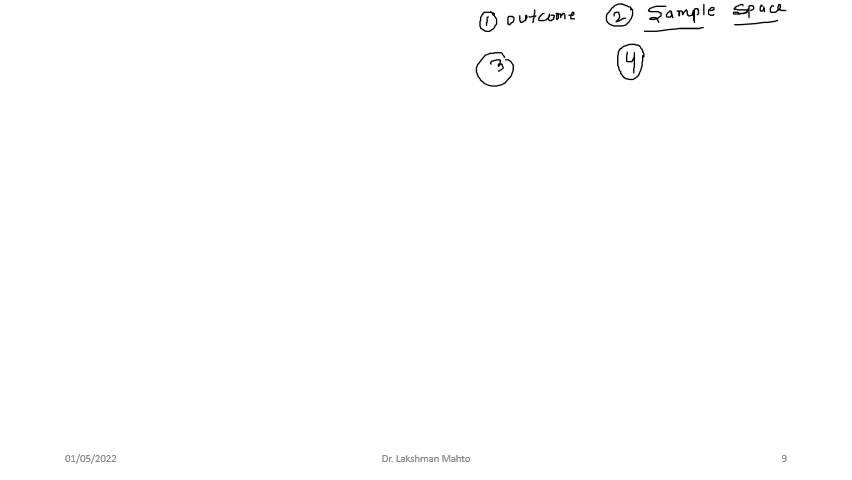 ① outcome ② Sample Space
③ ④
01/05/2022 Dr. Lakshman Mahto 9